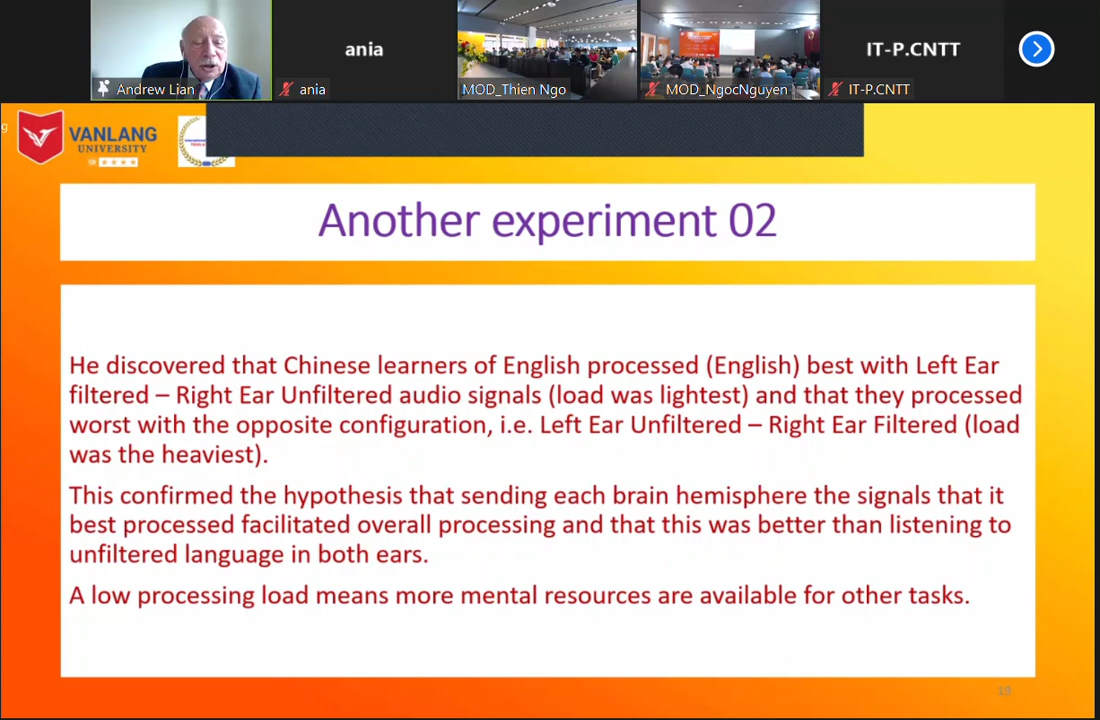 ania
IT-P.CNTT
Andrew Lian
ania
MOD_Thien Ngo
MOD_NgocNguyen
IT-P.CNTT
g
VANLANG
UNIVERSITY
Another experiment 02
He discovered that Chinese learners of English processed (English) best with Left Ear
filtered – Right Ear Unfiltered audio signals (load was lightest) and that they processed
worst with the opposite configuration, i.e. Left Ear Unfiltered – Right Ear Filtered (load
was the heaviest).
This confirmed the hypothesis that sending each brain hemisphere the signals that it
best processed facilitated overall processing and that this was better than listening to
unfiltered language in both ears.
A low processing load means more mental resources are available for other tasks.
19